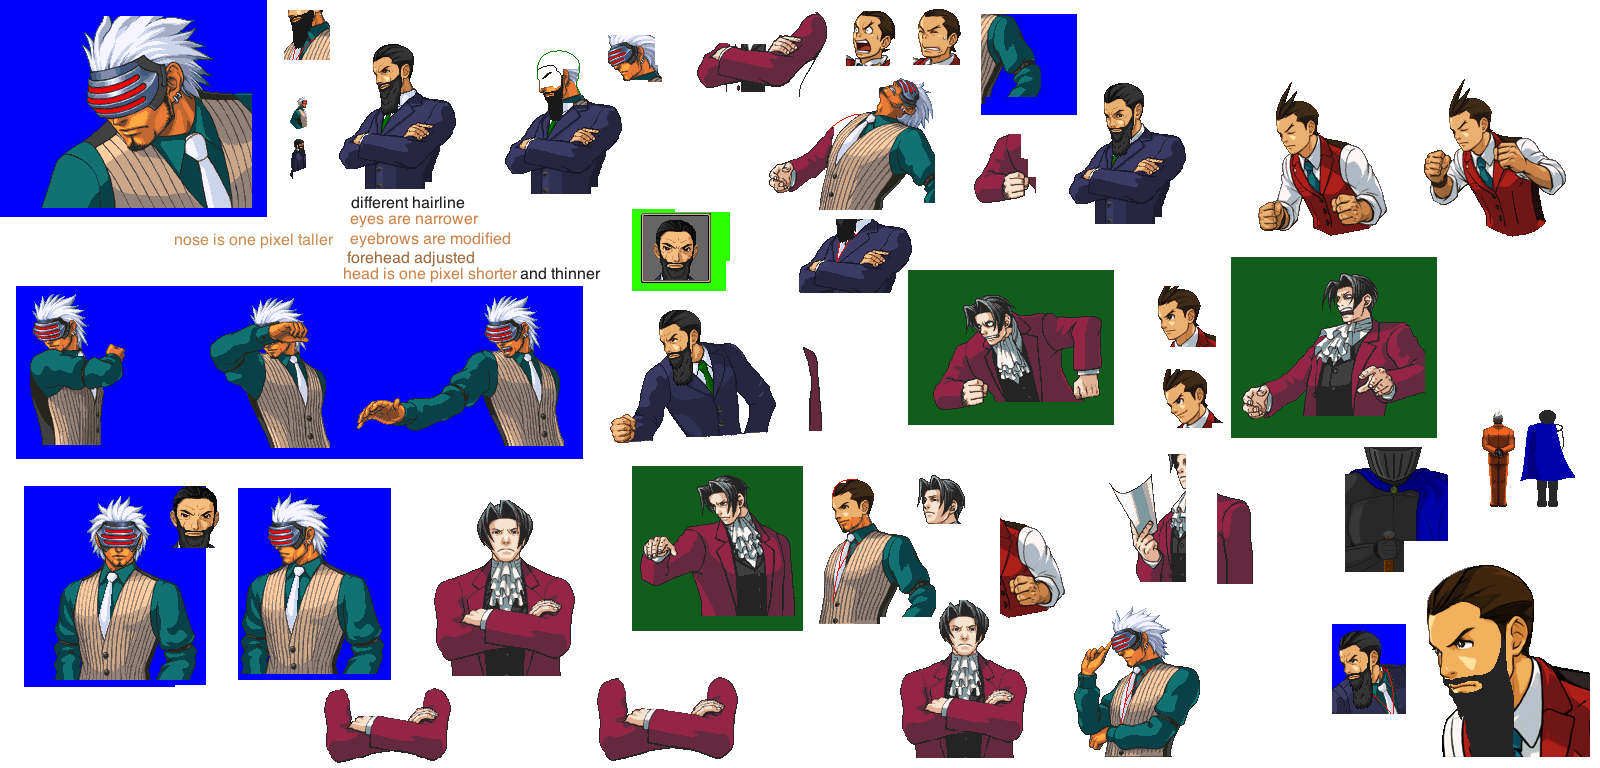 different hairline
eyes are narrower
nose is one pixel taller
eyebrows are modified
forehead adjusted
head is one pixel shorter and thinner